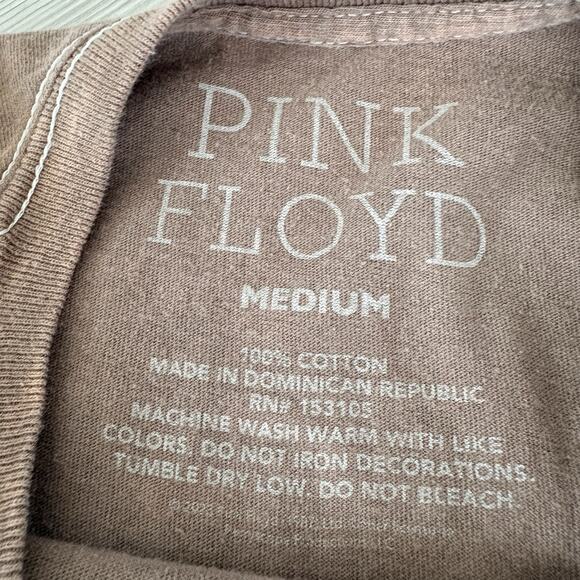 PINK
FLOYD
MEDIUM
100% COTTON
MADE IN DOMINICAN REPUBLIC
RN# 153105
MACHINE WASH WARM WITH LIKE
COLORS. DO NOT IRON DECORATIONS.
TUMBLE DRY LOW. DO NOT BLEACH.